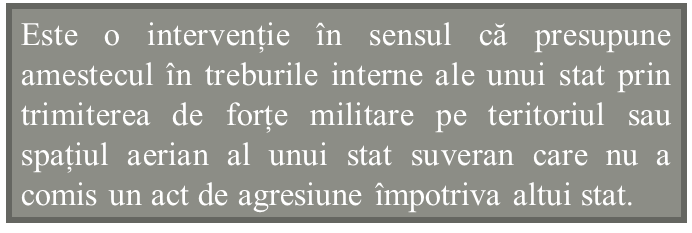 Este o intervenție în sensul că presupune
amestecul în treburile interne ale unui stat prin
trimiterea de forțe militare pe teritoriul sau
spațiul aerian al unui stat suveran care nu a
comis un act de agresiune împotriva altui stat.